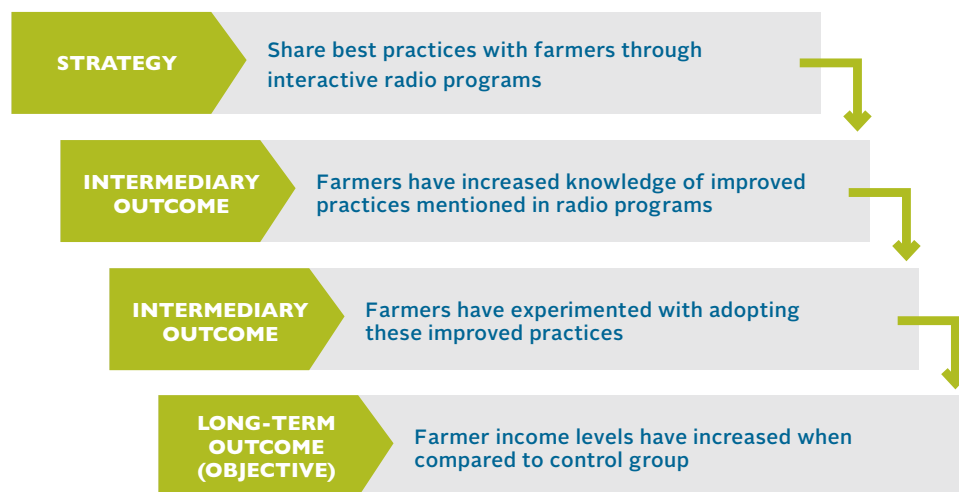 STRATEGY
Share best practices with farmers through
interactive radio programs
INTERMEDIARY
OUTCOME
Farmers have increased knowledge of improved
practices mentioned in radio programs
INTERMEDIARY
OUTCOME
Farmers have experimented with adopting
these improved practices
LONG-TERM
OUTCOME
(OBJECTIVE)
Farmer income levels have increased when
compared to control group